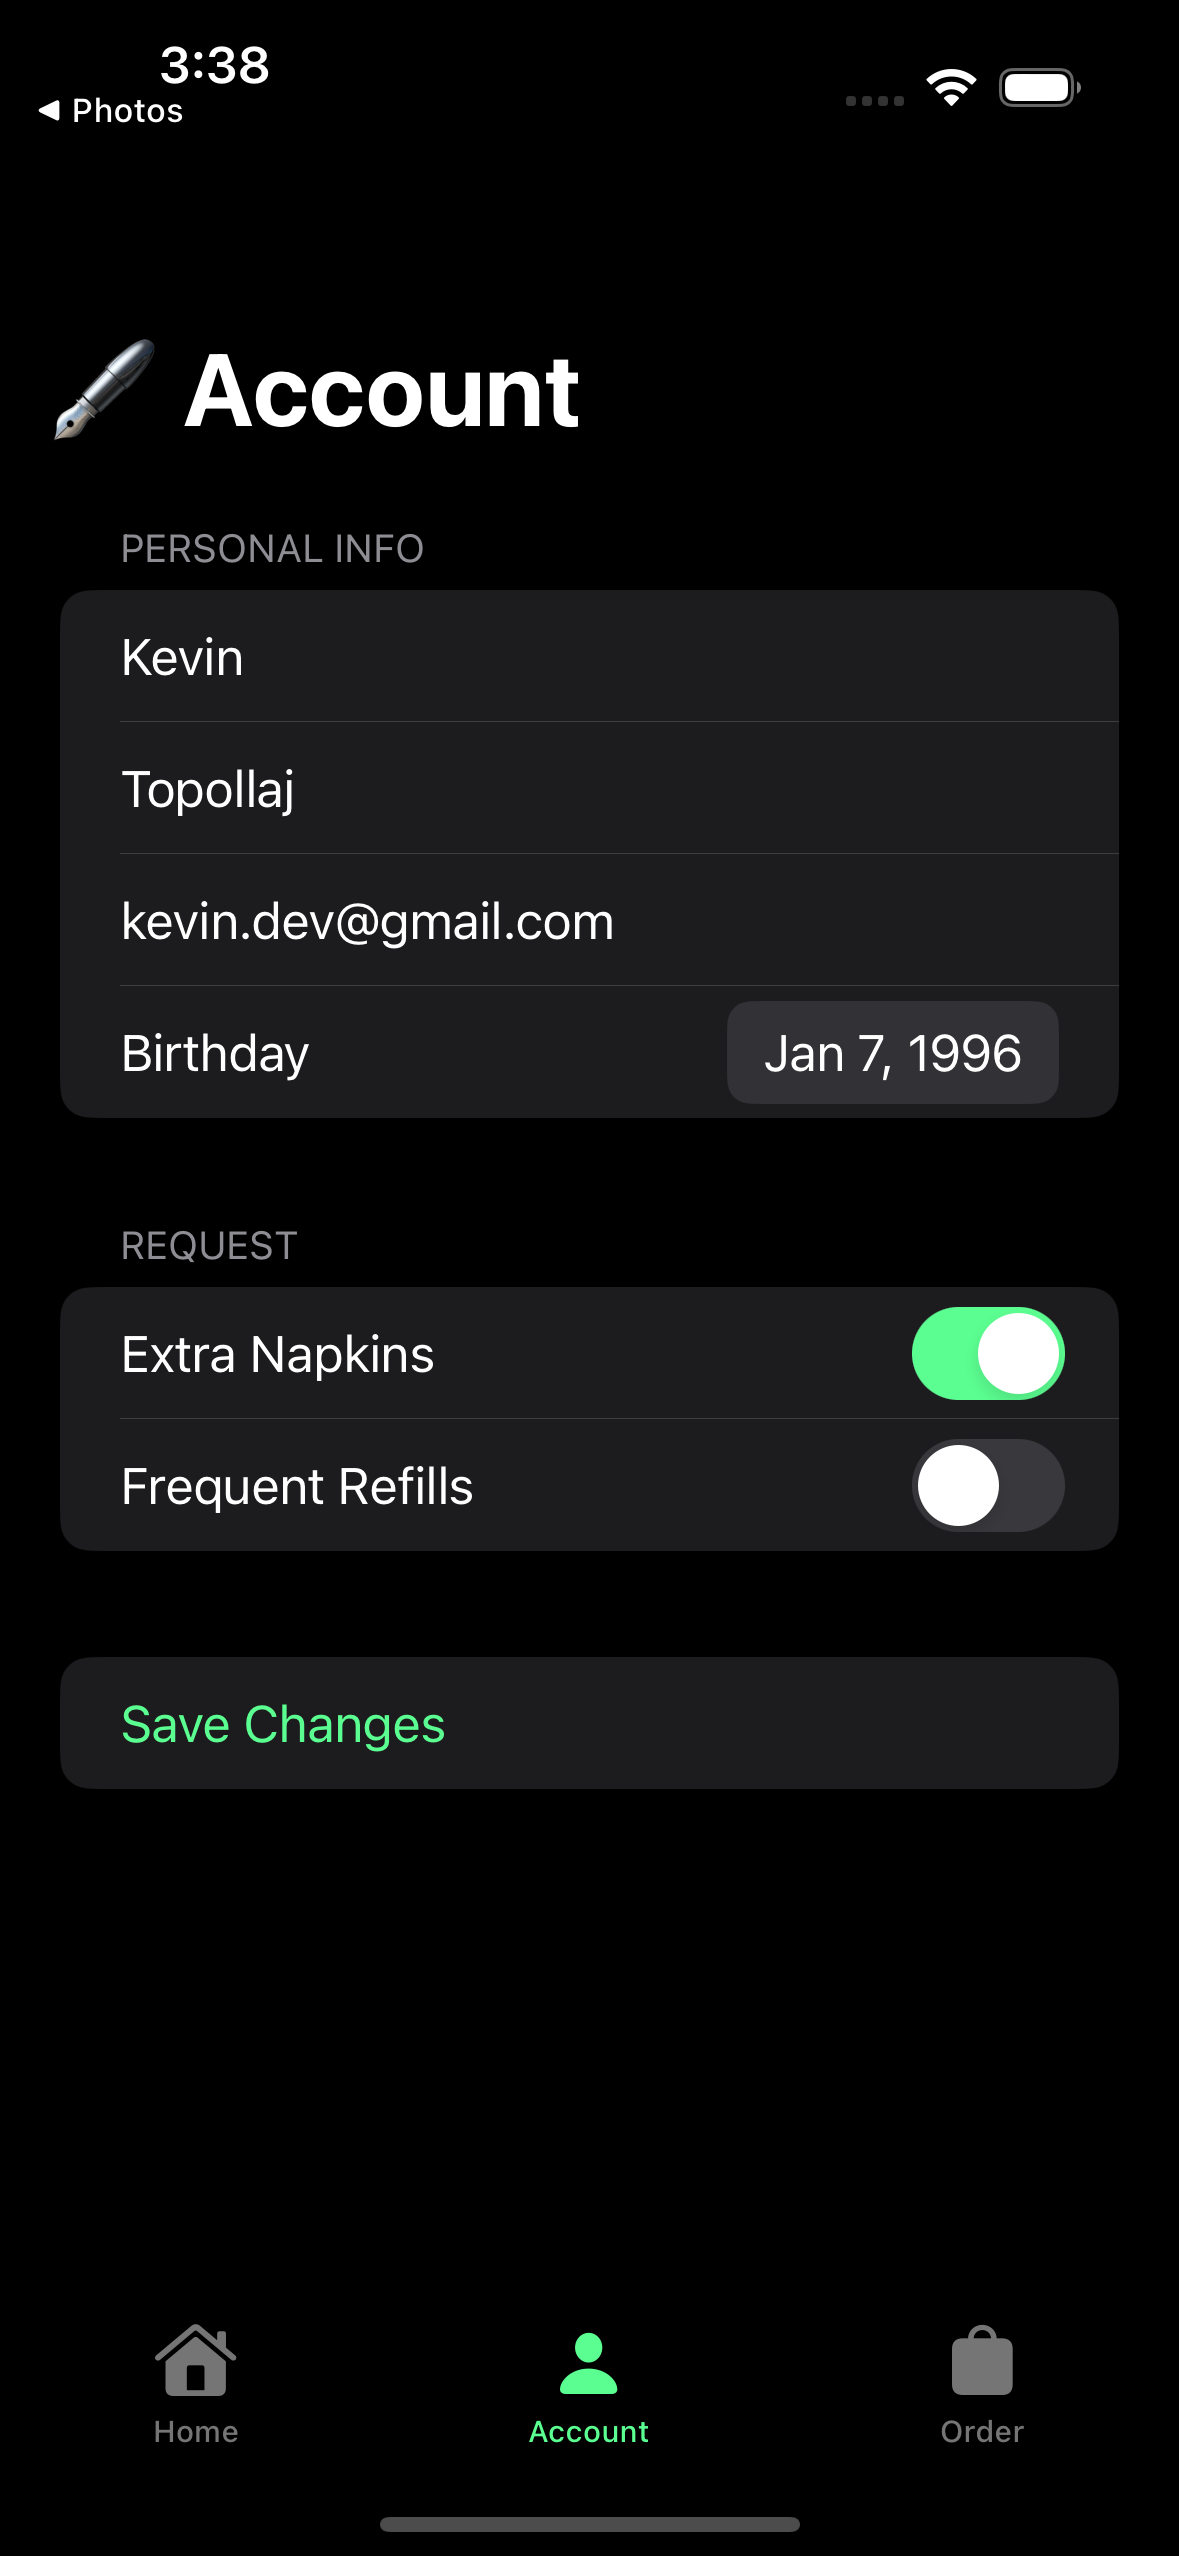 3:38
◀ Photos
Account
PERSONAL INFO
Kevin
Topollaj
kevin.dev@gmail.com
Birthday Jan 7, 1996
REQUEST
Extra Napkins
Frequent Refills
Save Changes
Home Account Order